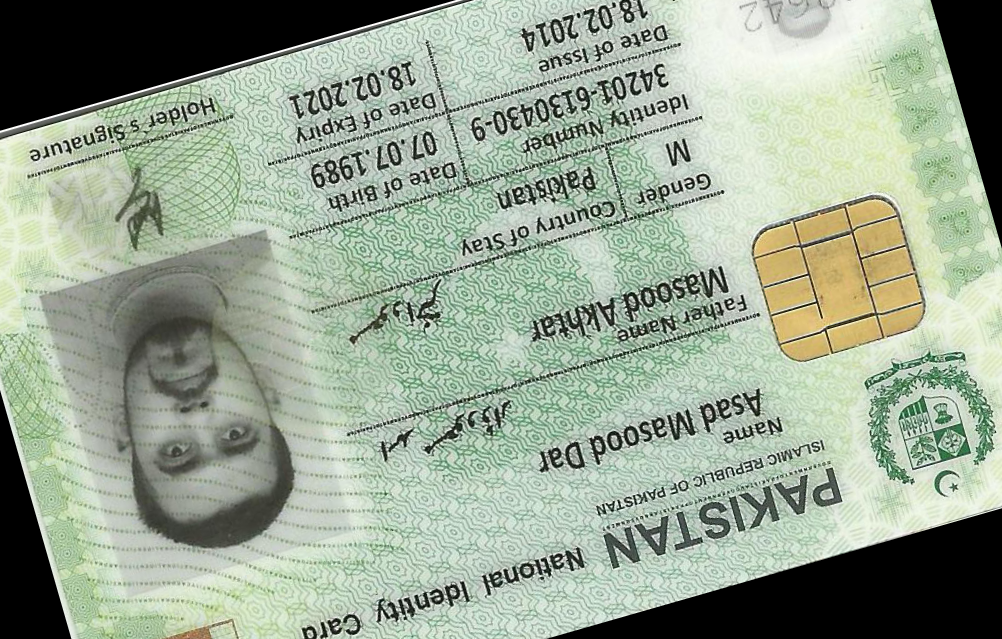 PAKISTAN National Identity Card
ISLAMIC REPUBLIC OF PAKISTAN
Name
Asad Masood Dar
Father Name
Masood Akhtar
Gender
Country of Stay
M
Pakistan
Identity Number
Date of Birth
34201-6130430-9
07.07.1989
Date of Issue
Date of Expiry
18.02.2014
18.02.2021
Holder's Signature